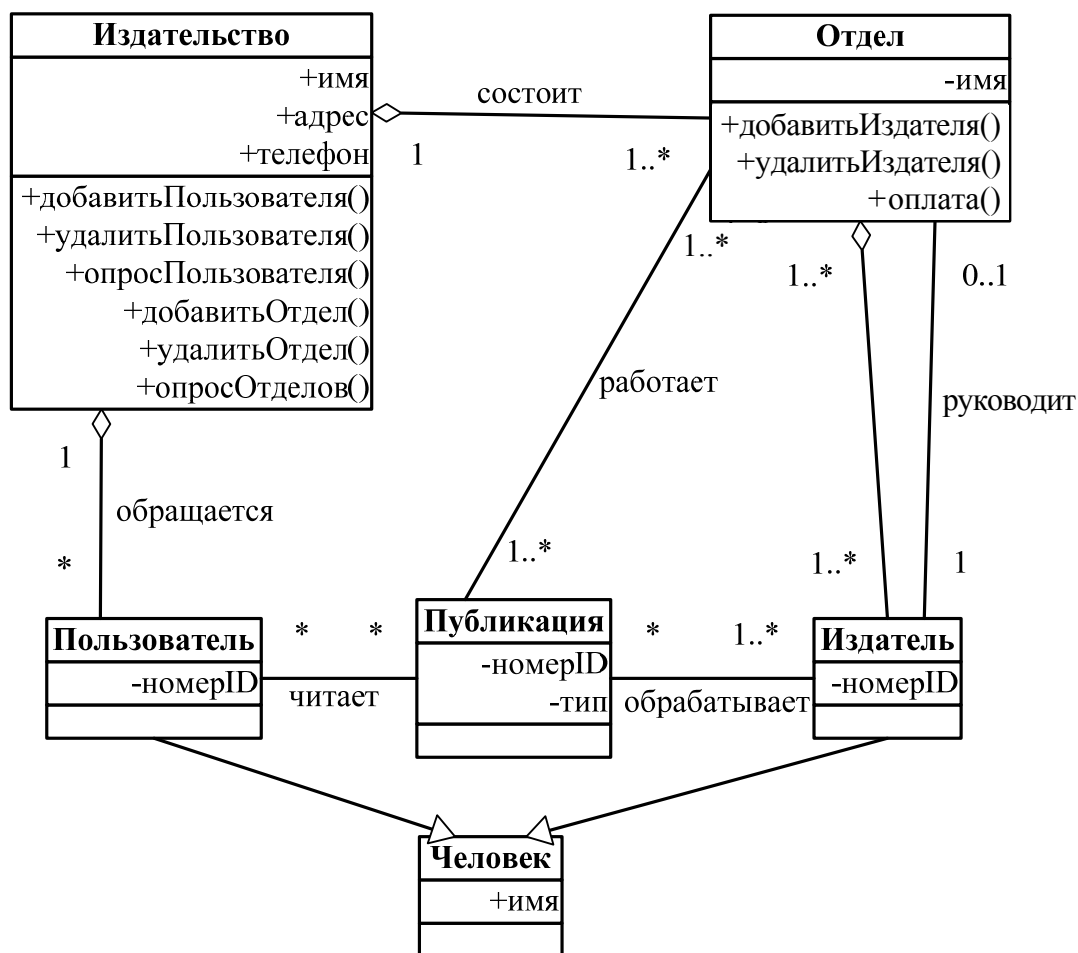 Издательство
+имя
+адрес
+телефон
+добавитьПользователя()
+удалитьПользователя()
+опросПользователя()
+добавитьОтдел()
+удалитьОтдел()
+опросОтделов()
состоит
1
1..*
Отдел
-имя
+добавитьИздателя()
+удалитьИздателя()
+оплата()
1..*
1..*
0..1
работает
руководит
1
обращается
*
1..*
1..*
1
Пользователь
-номерID
*
*
читает
Публикация
-номерID
-тип
*
1..*
обрабатывает
Издатель
-номерID
Человек
+имя